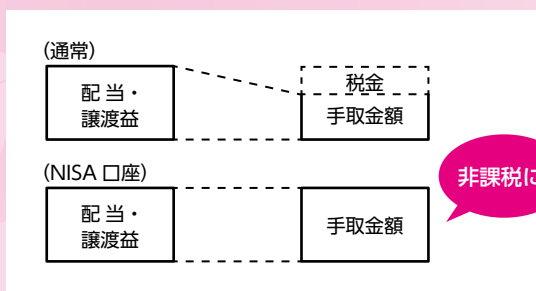 (通常)
配当・
譲渡益
税金
手取金額
(NISA 口座)
配当・
譲渡益
手取金額
非課税に